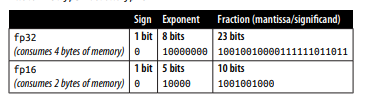 Sign Exponent Fraction (mantissa/significand)
fp32 1 bit 8 bits 23 bits
(consumes 4 bytes of memory) 0 10000000 10010010000111111011011
fp16 1 bit 5 bits 10 bits
(consumes 2 bytes of memory) 0 10000 1001001000